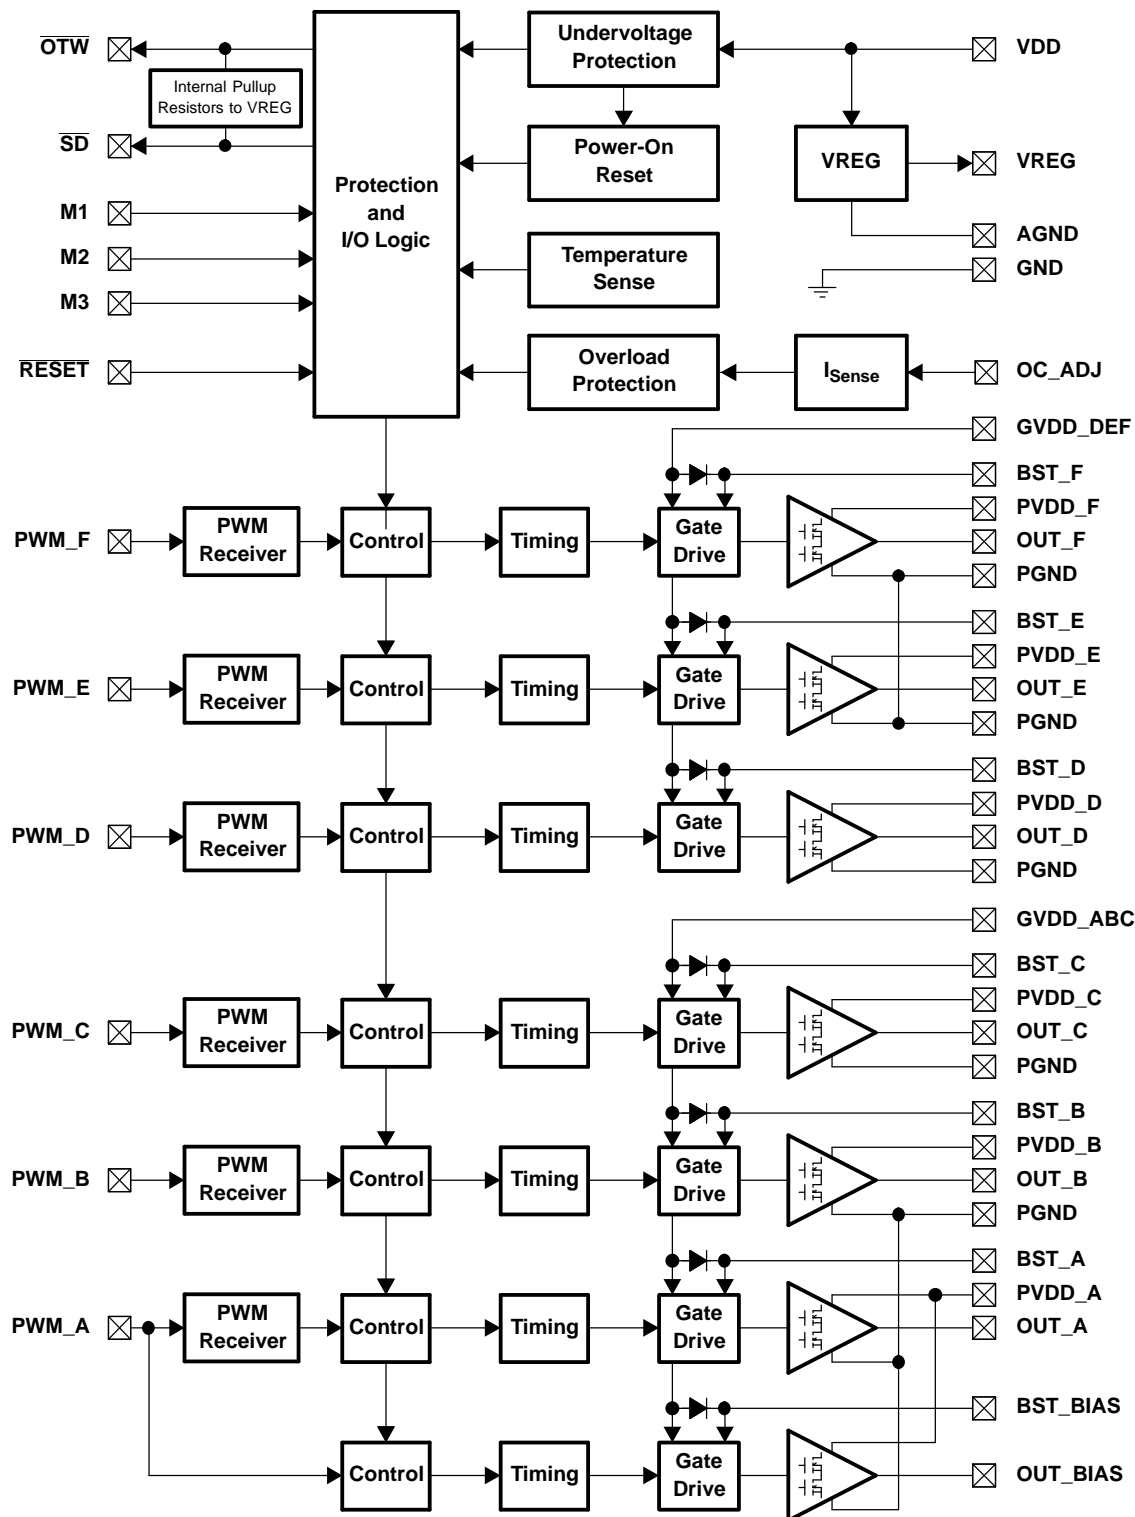 OTW
Internal Pullup
Resistors to VREG
SD
M1
M2
M3
RESET
Protection
and
I/O Logic
Undervoltage
Protection
Power-On
Reset
Temperature
Sense
Overload
Protection
VREG
ISense
VDD
VREG
AGND
GND
OC_ADJ
GVDD_DEF
BST_F
PVDD_F
PWM_F
PWM
Receiver
Control
Timing
Gate
Drive
OUT_F
PGND
BST_E
PVDD_E
PWM_E
PWM
Receiver
Control
Timing
Gate
Drive
OUT_E
PGND
BST_D
PVDD_D
PWM_D
PWM
Receiver
Control
Timing
Gate
Drive
OUT_D
PGND
GVDD_ABC
BST_C
PVDD_C
PWM_C
PWM
Receiver
Control
Timing
Gate
Drive
OUT_C
PGND
BST_B
PVDD_B
PWM_B
PWM
Receiver
Control
Timing
Gate
Drive
OUT_B
PGND
BST_A
PVDD_A
PWM_A
PWM
Receiver
Control
Timing
Gate
Drive
OUT_A
BST_BIAS
Control
Timing
Gate
Drive
OUT_BIAS